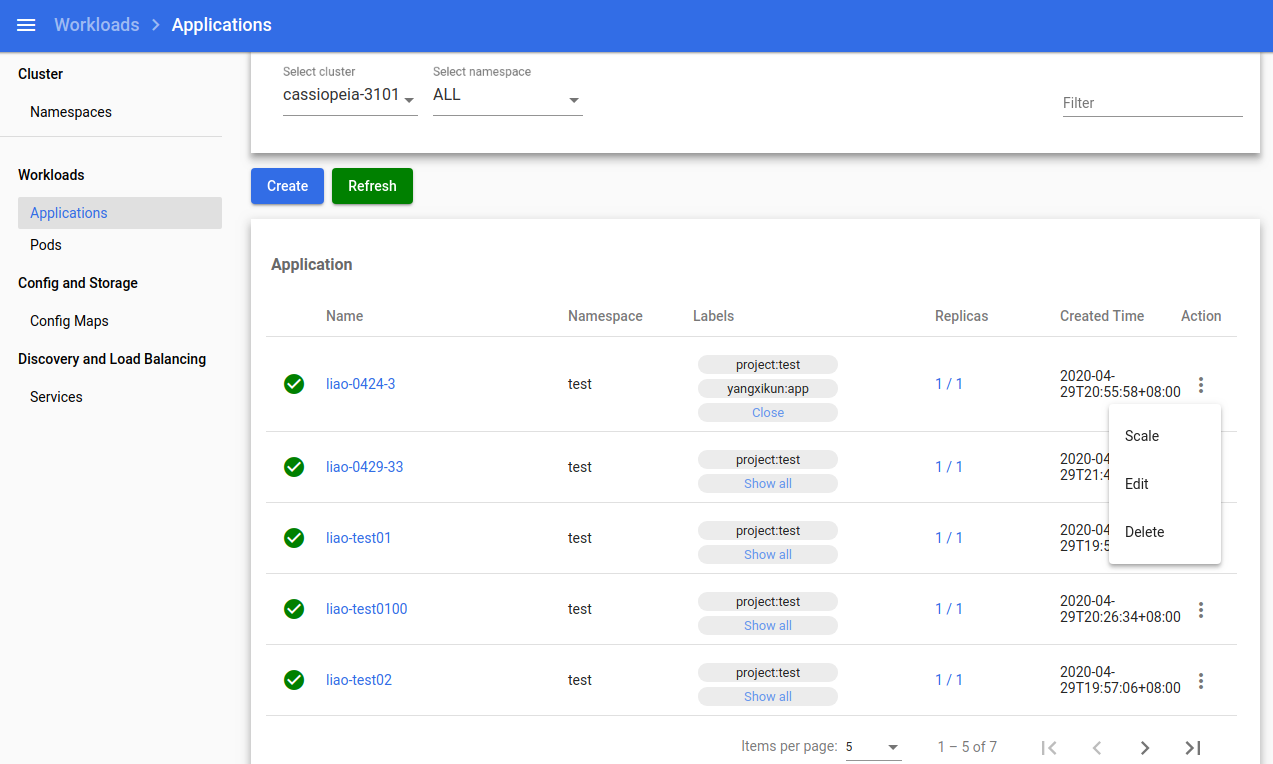 Workloads > Applications
Cluster
Namespaces
Workloads
Applications
Pods
Config and Storage
Config Maps
Discovery and Load Balancing
Services
Select cluster
cassiopeia-3101
Select namespace
ALL
Filter
Create
Refresh
Application
Name Namespace Labels Replicas Created Time Action
liao-0424-3 test
project:test
yangxikun:app
Close
1 / 1
2020-04-
29T20:55:58+08:00
liao-0429-33 test
project:test
Show all
1 / 1
2020-04
29T21:4
liao-test01 test
project:test
Show all
1 / 1
2020-04
29T19:5
Scale
Edit
Delete
liao-test0100 test
project:test
Show all
1 / 1
2020-04-
29T20:26:34+08:00
liao-test02 test
project:test
Show all
1 / 1
2020-04-
29T19:57:06+08:00
Items per page: 5 1 – 5 of 7